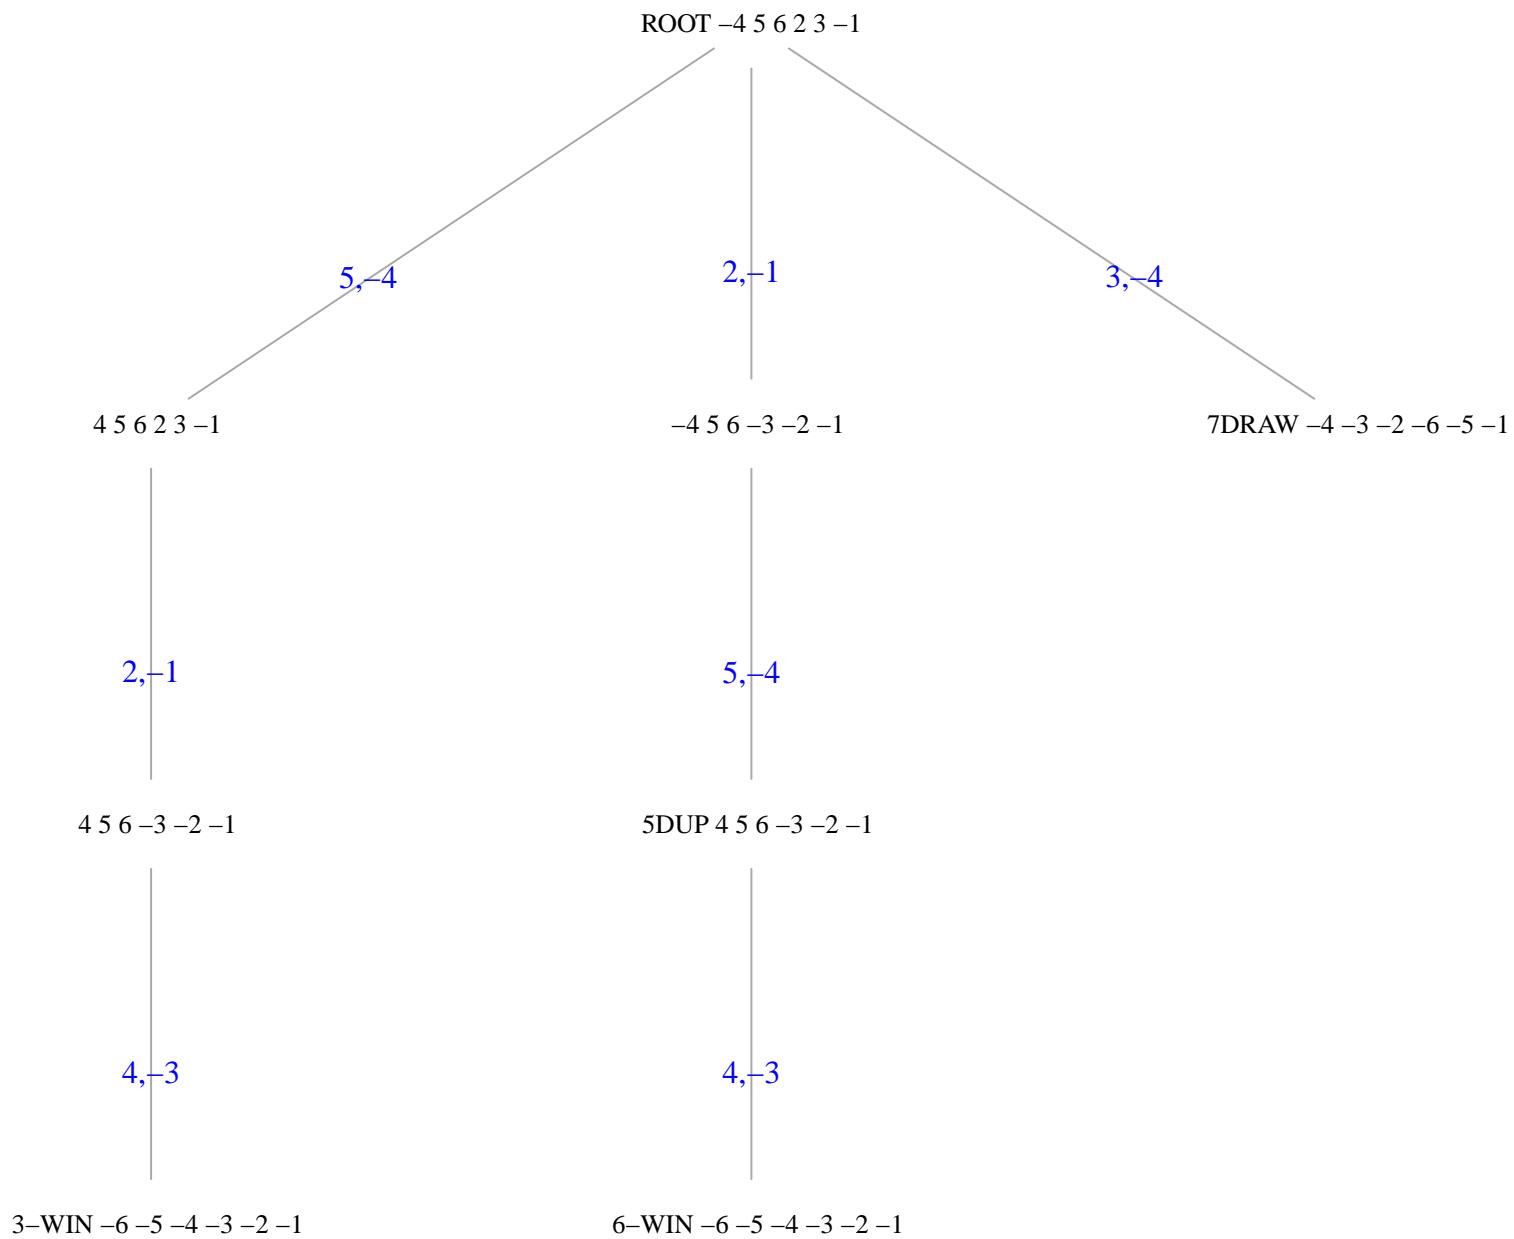 ROOT –4 5 6 2 3 –1
5,–4
2,–1
3,–4
4 5 6 2 3 –1
–4 5 6 –3 –2 –1
7DRAW –4 –3 –2 –6 –5 –1
2,–1
5,–4
4 5 6 –3 –2 –1
5DUP 4 5 6 –3 –2 –1
4,–3
4,–3
3–WIN –6 –5 –4 –3 –2 –1
6–WIN –6 –5 –4 –3 –2 –1